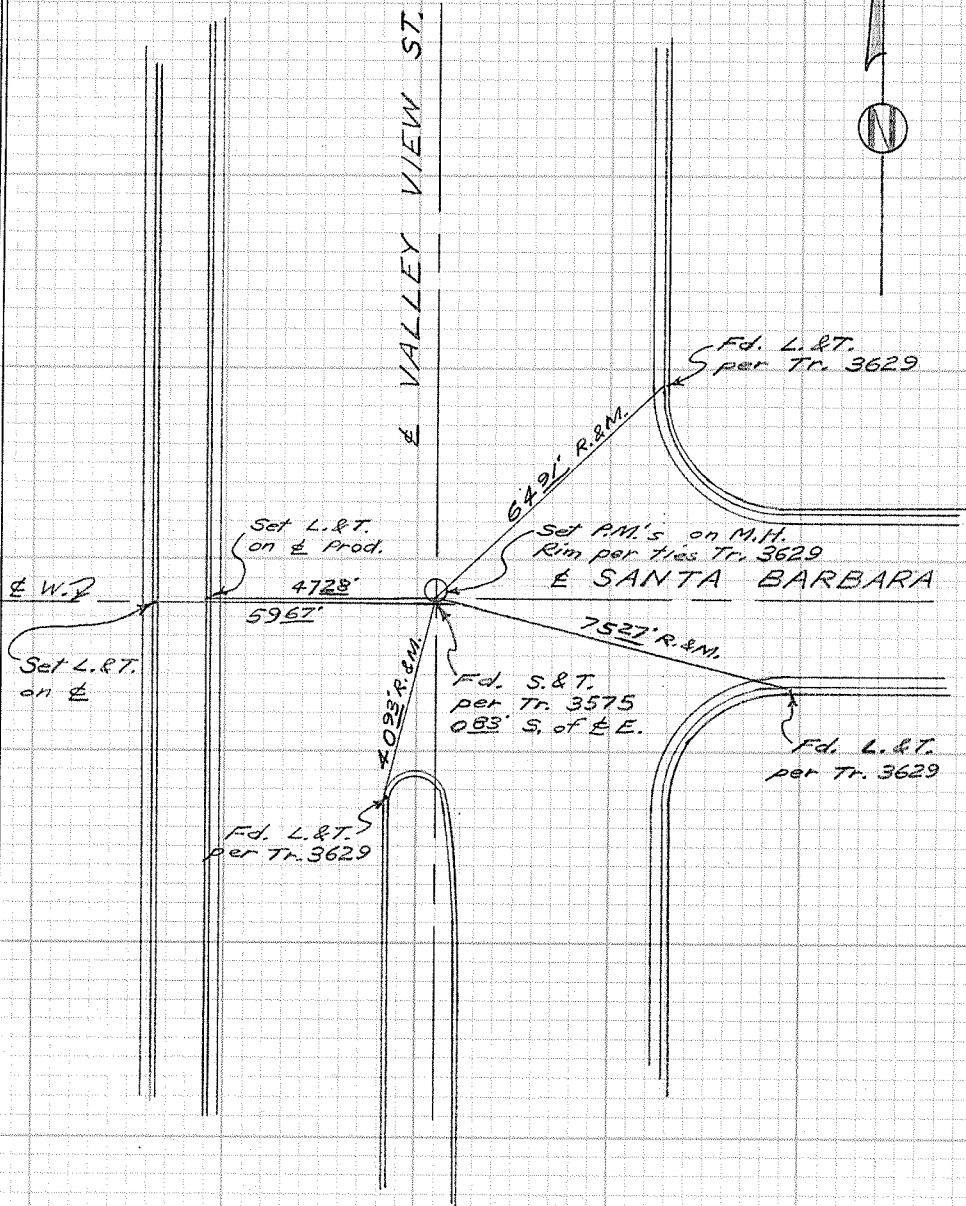 ℄ VALLEY VIEW ST.
N
Fd. L.&T.
per Tr. 3629
64.91' R.&M.
Set L.&T.
on ℄ Prod.
Set P.M.'s on M.H.
Rim per ties Tr. 3629
℄ W.
47.28'
℄ SANTA BARBARA
59.67'
75.27' R.&M.
Set L.&T.
on ℄
40.93' R.&M.
Fd. S.&T.
per Tr. 3575
0.83' S. of ℄ E.
Fd. L.&T.
per Tr. 3629
Fd. L.&T.
per Tr. 3629